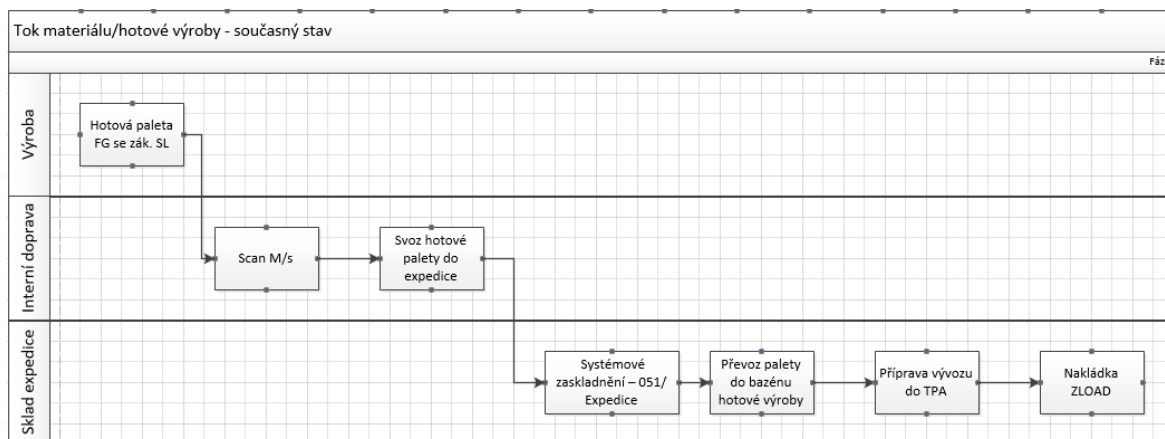 Tok materiálu/hotové výroby - současný stav
Fáz
Výroba
Hotová paleta
FG se zák. SL
Interní doprava
Scan M/s
Svoz hotové
palety do
expedice
Sklad expedice
Systémové
zaskladnění – 051/
Expedice
Převoz palety
do bazénu
hotové výroby
Příprava vývozu
do TPA
Nakládka
ZLOAD